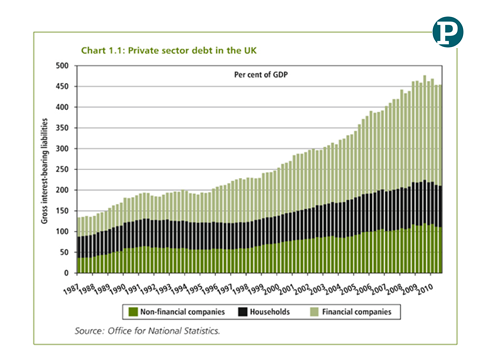 P
Chart 1.1: Private sector debt in the UK
Per cent of GDP
Gross interest-bearing liabilities
500
450
400
350
300
250
200
150
100
50
0
1987 1988 1989 1990 1991 1992 1993 1994 1995 1996 1997 1998 1999 2000 2001 2002 2003 2004 2005 2006 2007 2008 2009 2010
Non-financial companies Households Financial companies
Source: Office for National Statistics.